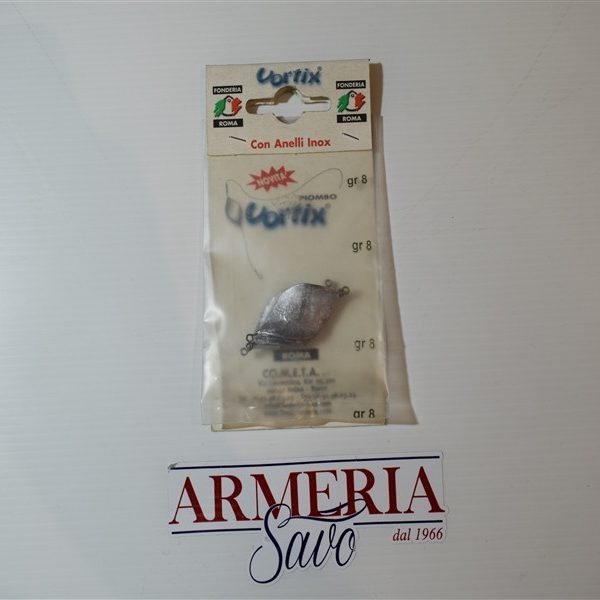 Vortix®
FONDERIA
ROMA
FONDERIA
ROMA
Con Anelli Inox
NOVITÀ
gr 8
PIOMBO
Vortix®
gr 8
gr 8
ROMA
CO.M.E.T.A.
gr 8
ARMERIA
Savo
dal 1966